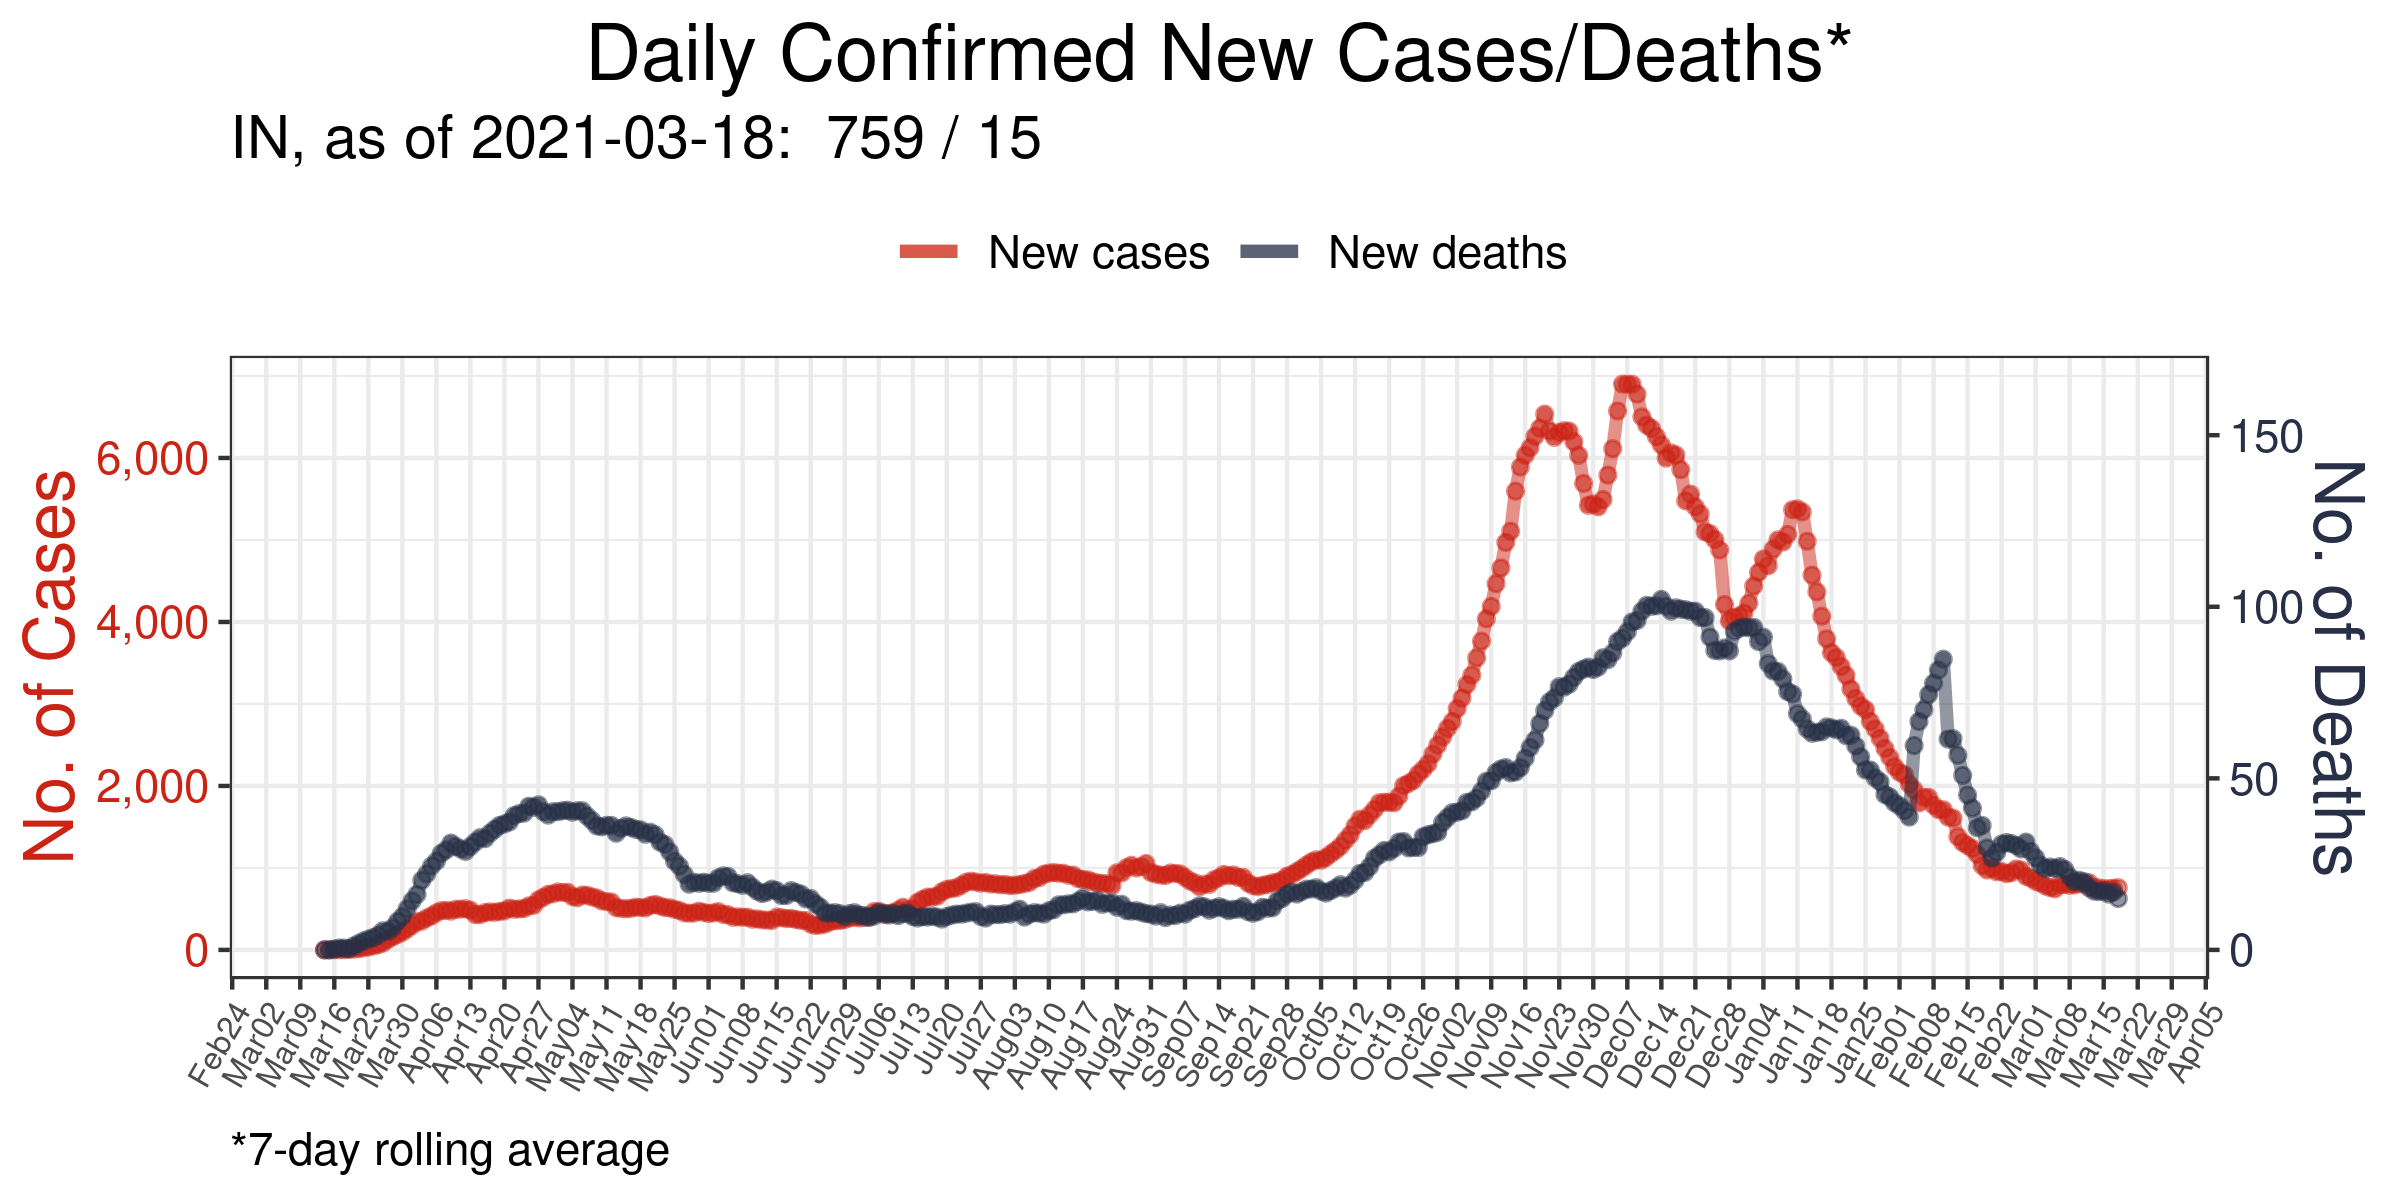 Daily Confirmed New Cases/Deaths*
IN, as of 2021-03-18:  759 / 15
New cases
New deaths
No. of Cases
6,000
4,000
2,000
0
No. of Deaths
150
100
50
0
Feb24
Mar02
Mar09
Mar16
Mar23
Mar30
Apr06
Apr13
Apr20
Apr27
May04
May11
May18
May25
Jun01
Jun08
Jun15
Jun22
Jun29
Jul06
Jul13
Jul20
Jul27
Aug03
Aug10
Aug17
Aug24
Aug31
Sep07
Sep14
Sep21
Sep28
Oct05
Oct12
Oct19
Oct26
Nov02
Nov09
Nov16
Nov23
Nov30
Dec07
Dec14
Dec21
Dec28
Jan04
Jan11
Jan18
Jan25
Feb01
Feb08
Feb15
Feb22
Mar01
Mar08
Mar15
Mar22
Mar29
Apr05
*7-day rolling average